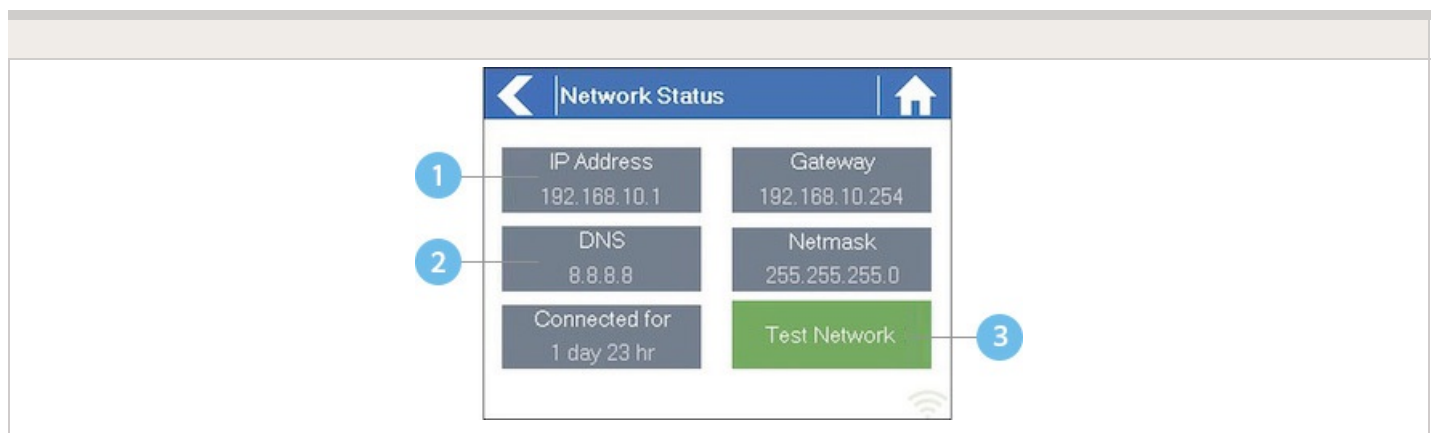 Network Status
IP Address
192.168.10.1
Gateway
192.168.10.254
DNS
8.8.8.8
Netmask
255.255.255.0
Connected for
1 day 23 hr
Test Network
1
2
3